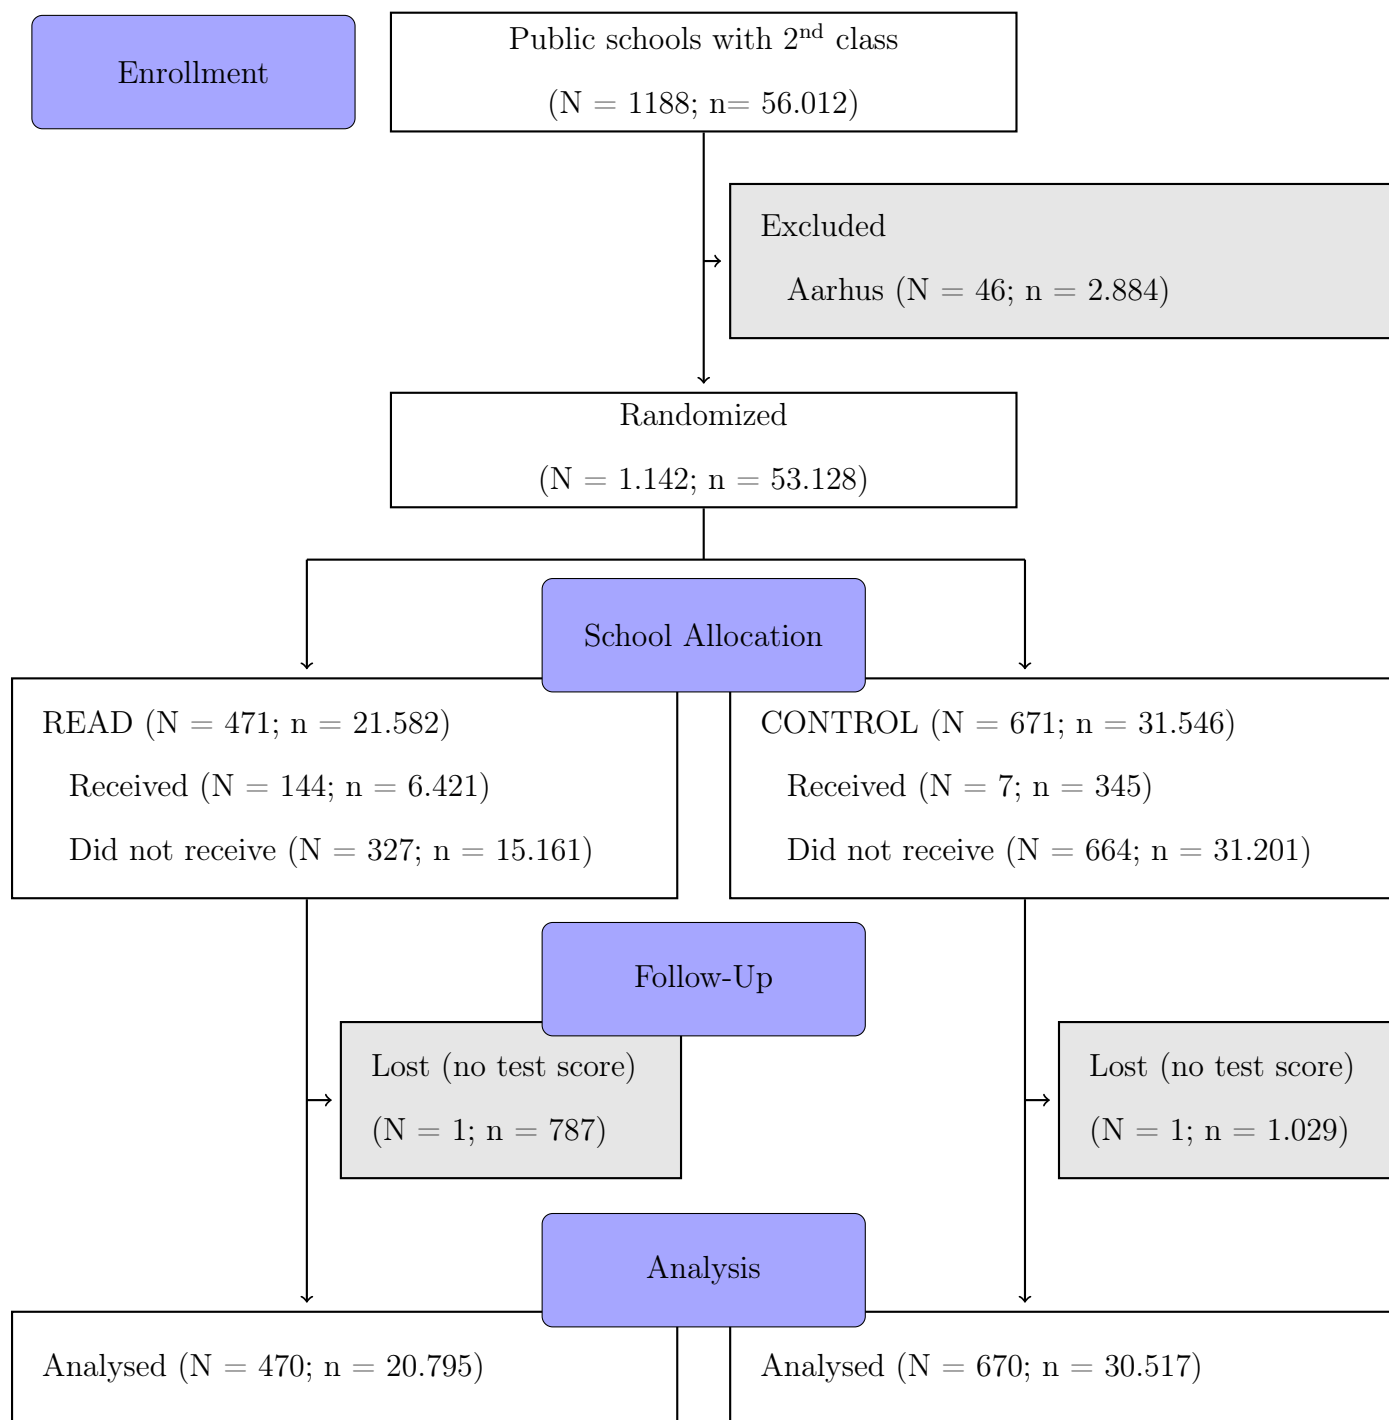 Enrollment
Public schools with 2nd class
(N = 1188; n= 56.012)
Excluded
Aarhus (N = 46; n = 2.884)
Randomized
(N = 1.142; n = 53.128)
School Allocation
READ (N = 471; n = 21.582)
Received (N = 144; n = 6.421)
Did not receive (N = 327; n = 15.161)
CONTROL (N = 671; n = 31.546)
Received (N = 7; n = 345)
Did not receive (N = 664; n = 31.201)
Follow-Up
Lost (no test score)
(N = 1; n = 787)
Lost (no test score)
(N = 1; n = 1.029)
Analysis
Analysed (N = 470; n = 20.795)
Analysed (N = 670; n = 30.517)